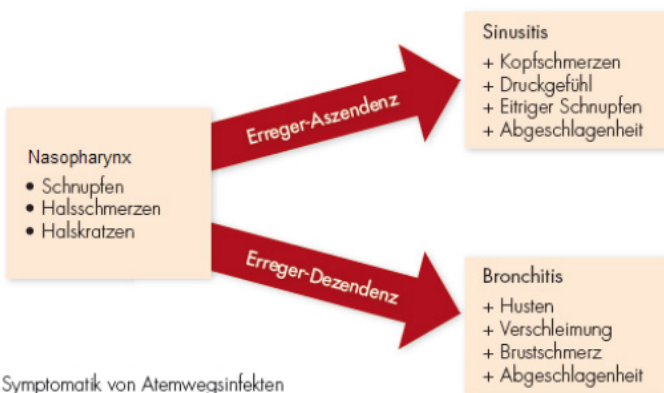 Nasopharynx
• Schnupfen
• Halsschmerzen
• Halskratzen
Erreger-Aszendenz
Sinusitis
+ Kopfschmerzen
+ Druckgefühl
+ Eitriger Schnupfen
+ Abgeschlagenheit
Erreger-Dezendenz
Bronchitis
+ Husten
+ Verschleimung
+ Brustschmerz
+ Abgeschlagenheit
Symptomatik von Atemwegsinfekten